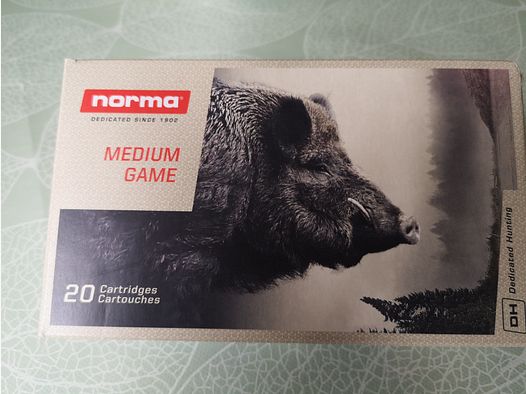 norma
DEDICATED SINCE 1902
MEDIUM
GAME
20 Cartridges
Cartouches
DH Dedicated Hunting